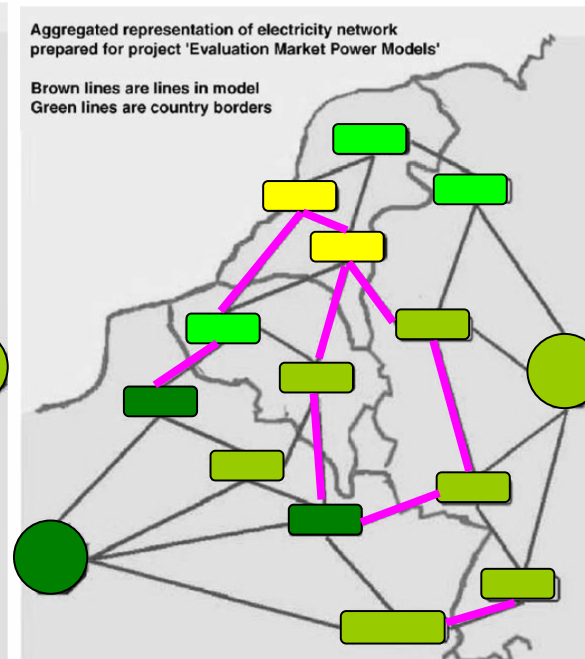 Aggregated representation of electricity network
prepared for project 'Evaluation Market Power Models'
Brown lines are lines in model
Green lines are country borders